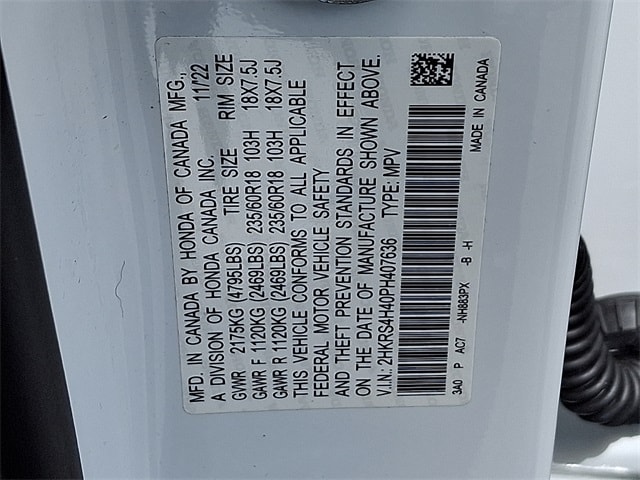 MFD. IN CANADA BY HONDA OF CANADA MFG.,
A DIVISION OF HONDA CANADA INC. 11/22
GVWR 2175KG (4795LBS) TIRE SIZE RIM SIZE
GAWR F 1120KG (2469LBS) 235/60R18 103H 18X7.5J
GAWR R 1120KG (2469LBS) 235/60R18 103H 18X7.5J
THIS VEHICLE CONFORMS TO ALL APPLICABLE
FEDERAL MOTOR VEHICLE SAFETY
AND THEFT PREVENTION STANDARDS IN EFFECT
ON THE DATE OF MANUFACTURE SHOWN ABOVE.
V.I.N.: 2HKRS4H40PH407636 TYPE: MPV
3A0 P AC7 -NH883PX -B -H
MADE IN CANADA